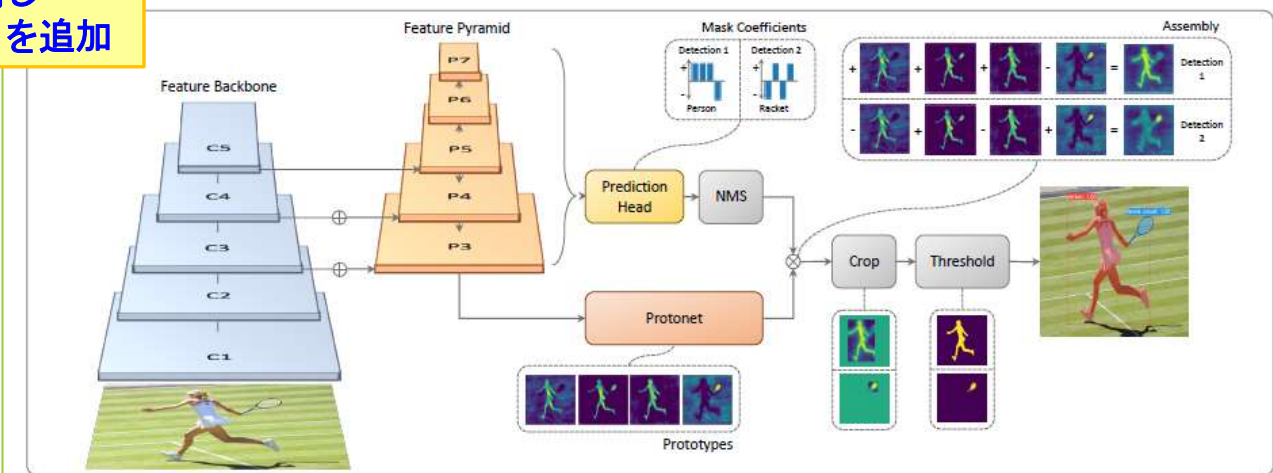 を追加
Feature Pyramid
Feature Backbone
Mask Coefficients
Detection 1
Detection 2
+
-
+
-
Person
Racket
Assembly
+ + + - =
Detection
1
- + - + =
Detection
2
P7
P6
P5
P4
P3
C5
C4
C3
C2
C1
Prediction
Head
NMS
Crop
Threshold
Protonet
Prototypes